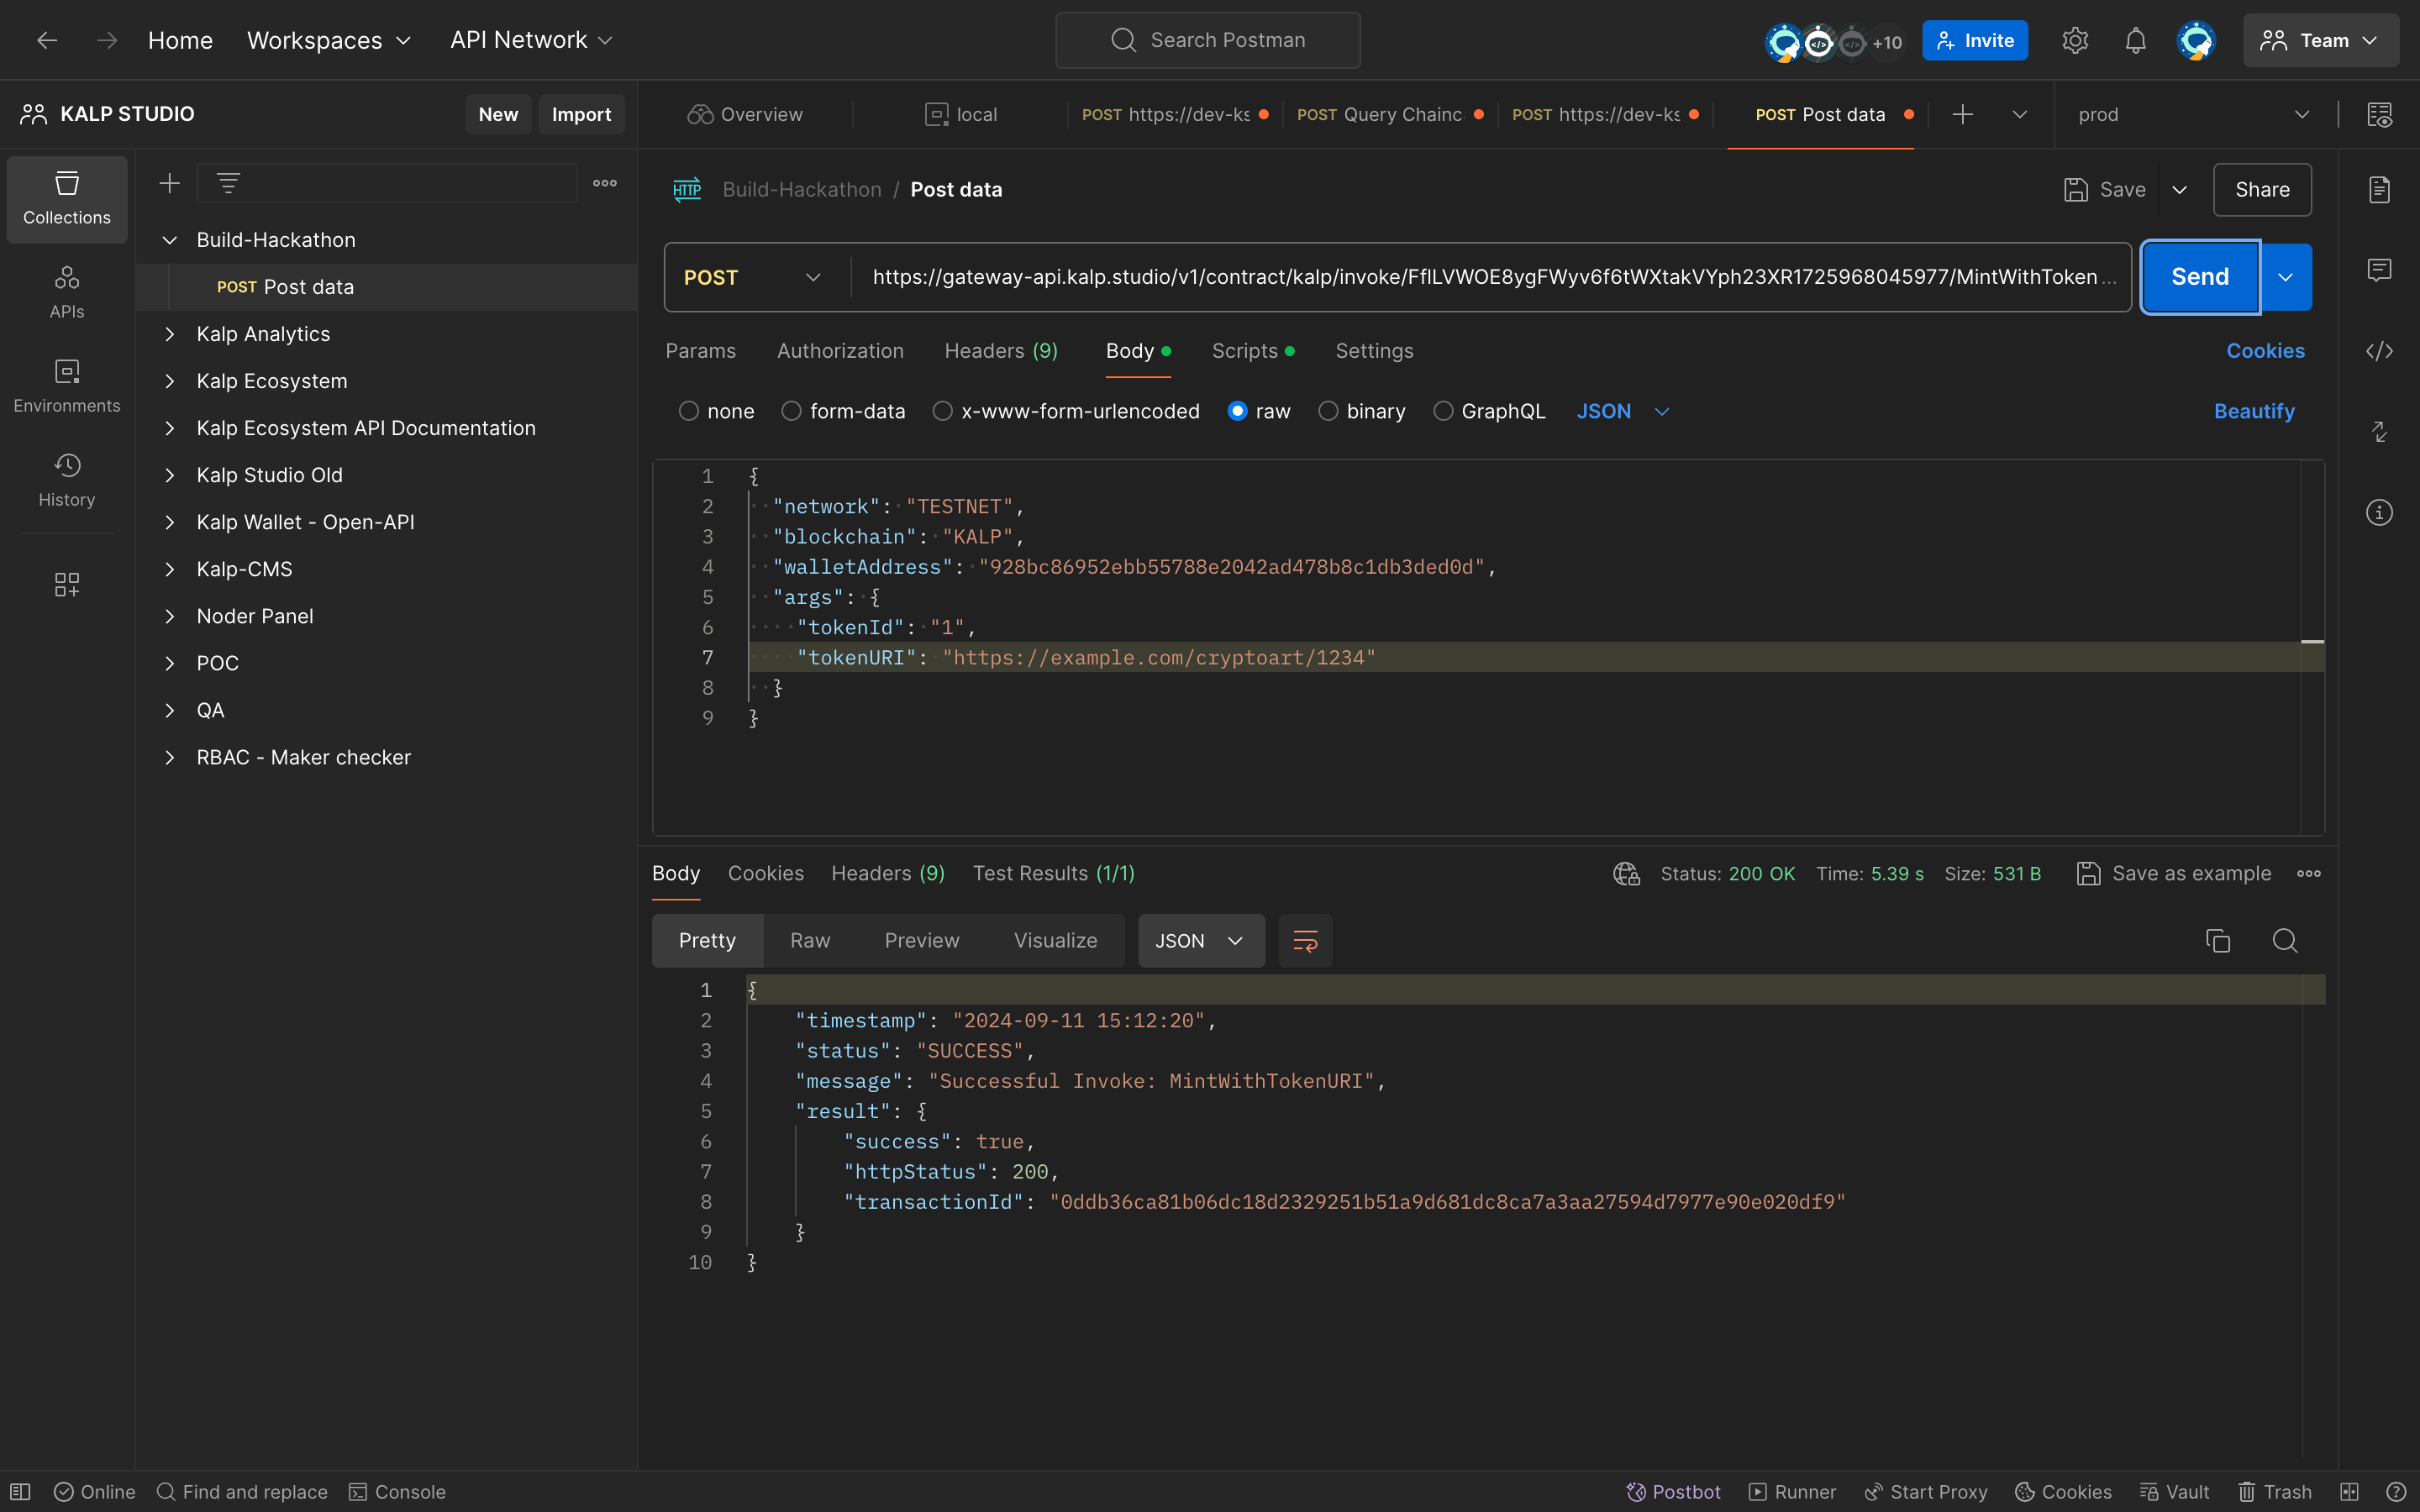 Home Workspaces API Network Search Postman +10 Invite Team
KALP STUDIO New Import
Overview local POST https://dev-ks POST Query Chainc POST https://dev-ks POST Post data prod
Collections
APIs
Environments
History
Build-Hackathon
POST Post data
Kalp Analytics
Kalp Ecosystem
Kalp Ecosystem API Documentation
Kalp Studio Old
Kalp Wallet - Open-API
Kalp-CMS
Noder Panel
POC
QA
RBAC - Maker checker
HTTP Build-Hackathon / Post data Save Share
POST https://gateway-api.kalp.studio/v1/contract/kalp/invoke/FflLVWOE8ygFWyv6f6tWXtakVYph23XR1725968045977/MintWithToken... Send
Params Authorization Headers (9) Body Scripts Settings Cookies
none form-data x-www-form-urlencoded raw binary GraphQL JSON Beautify
1 {
2 "network": "TESTNET",
3 "blockchain": "KALP",
4 "walletAddress": "928bc86952ebb55788e2042ad478b8c1db3ded0d",
5 "args": {
6 "tokenId": "1",
7 "tokenURI": "https://example.com/cryptoart/1234"
8 }
9 }
Body Cookies Headers (9) Test Results (1/1) Status: 200 OK Time: 5.39 s Size: 531 B Save as example
Pretty Raw Preview Visualize JSON
1 {
2 "timestamp": "2024-09-11 15:12:20",
3 "status": "SUCCESS",
4 "message": "Successful Invoke: MintWithTokenURI",
5 "result": {
6 "success": true,
7 "httpStatus": 200,
8 "transactionId": "0ddb36ca81b06dc18d2329251b51a9d681dc8ca7a3aa27594d7977e90e020df9"
9 }
10 }
Online Find and replace Console Postbot Runner Start Proxy Cookies Vault Trash